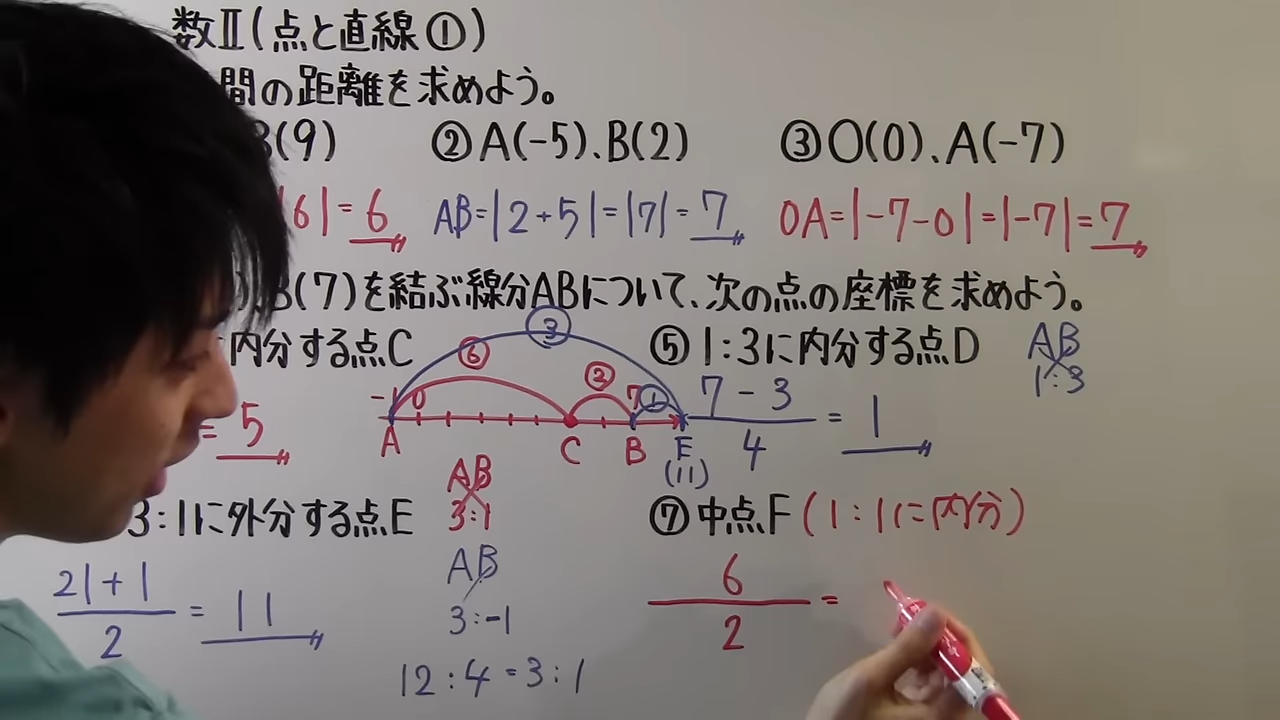 数Ⅱ(点と直線①)
間の距離を求めよう。
B(9) ②A(-5)、B(2) ③O(0)、A(-7)
|6|=6 AB=|2+5|=|7|=7 OA=|-7-0|=|-7|=7
B(7)を結ぶ線分ABについて、次の点の座標を求めよう。
内分する点C ⑤1:3に内分する点D AB
1:3
③
⑥ ②
-1 0 7 ①
A C B E
(11)
=5
7-3
4
=1
3:1に外分する点E
AB
3:1
⑦中点F(1:1に内分)
21+1
2
=11
AB
3:-1
12:4=3:1
6
2
=